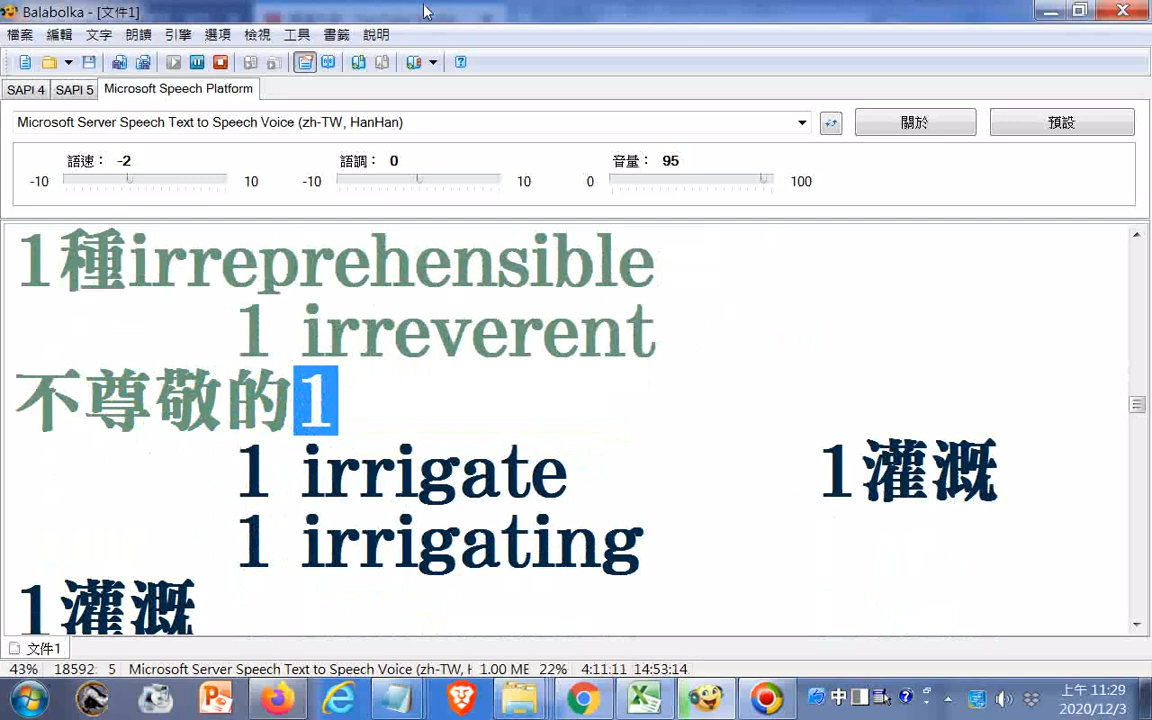 Balabolka - [文件1]
檔案 編輯 文字 朗讀 引擎 選項 檢視 工具 書籤 說明
SAPI 4 SAPI 5 Microsoft Speech Platform
Microsoft Server Speech Text to Speech Voice (zh-TW, HanHan) 關於 預設
語速： -2 語調： 0 音量： 95
-10 10 -10 10 0 100
1種irreprehensible
1 irreverent
不尊敬的1
1 irrigate 1灌溉
1 irrigating
1灌溉
文件1
43% 18592 5 Microsoft Server Speech Text to Speech Voice (zh-TW, 1.00 ME 22% 4:11:11 14:53:14
中 上午 11:29
2020/12/3